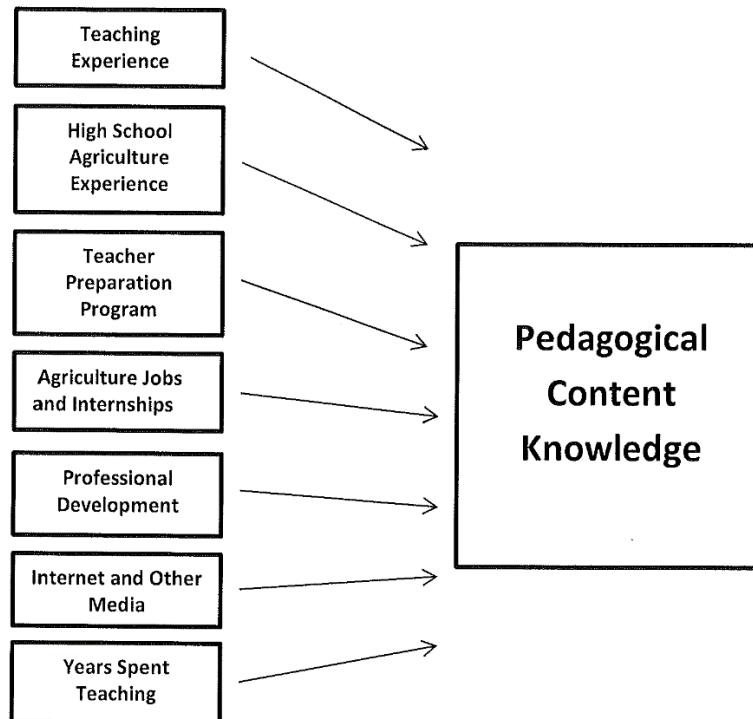 Teaching
Experience
High School
Agriculture
Experience
Teacher
Preparation
Program
Agriculture Jobs
and Internships
Professional
Development
Internet and Other
Media
Years Spent
Teaching
Pedagogical
Content
Knowledge